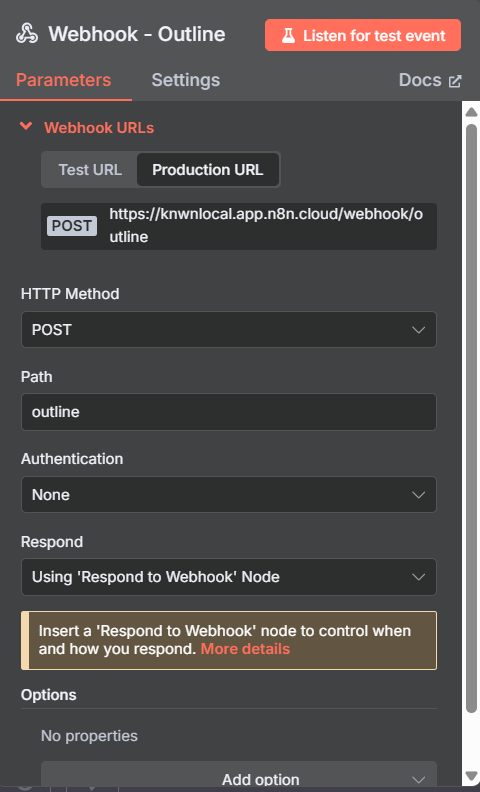 Webhook - Outline
Listen for test event
Parameters
Settings
Docs
Webhook URLs
Test URL
Production URL
POST
https://knwnlocal.app.n8n.cloud/webhook/o
utline
HTTP Method
POST
Path
outline
Authentication
None
Respond
Using 'Respond to Webhook' Node
Insert a 'Respond to Webhook' node to control when
and how you respond. More details
Options
No properties
Add option